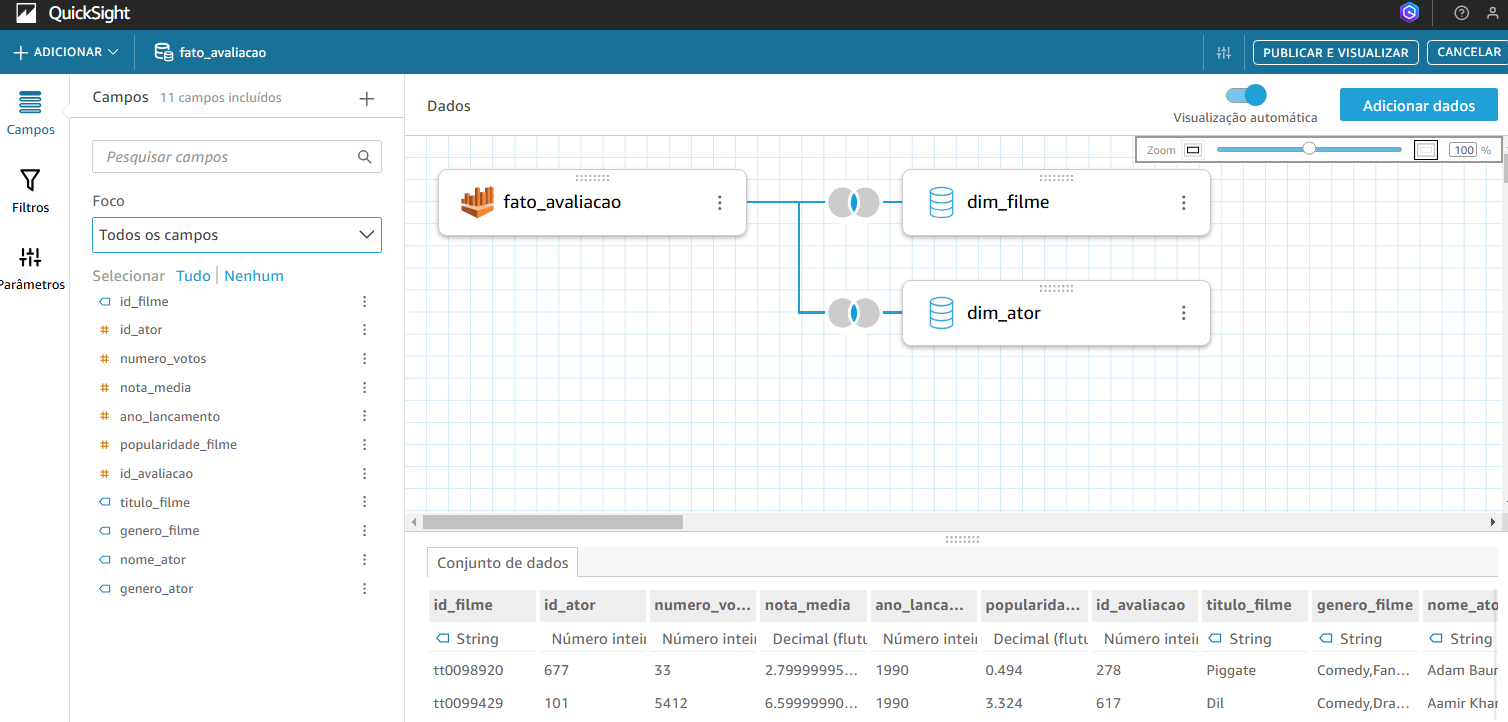 QuickSight
ADICIONAR
fato_avaliacao
PUBLICAR E VISUALIZAR
CANCELAR
Campos
Filtros
Parâmetros
Campos 11 campos incluídos
Pesquisar campos
Foco
Todos os campos
Selecionar Tudo Nenhum
id_filme
id_ator
numero_votos
nota_media
ano_lancamento
popularidade_filme
id_avaliacao
titulo_filme
genero_filme
nome_ator
genero_ator
Dados
Visualização automática
Adicionar dados
Zoom 100 %
fato_avaliacao
dim_filme
dim_ator
Conjunto de dados
id_filme id_ator numero_vo... nota_media ano_lanca... popularida... id_avaliacao titulo_filme genero_filme nome_ato
String Número intei Número intei Decimal (flutu Número intei Decimal (flutu Número intei String String String
tt0098920 677 33 2.79999995... 1990 0.494 278 Piggate Comedy,Fan... Adam Baur
tt0099429 101 5412 6.59999990... 1990 3.324 617 Dil Comedy,Dra... Aamir Khar